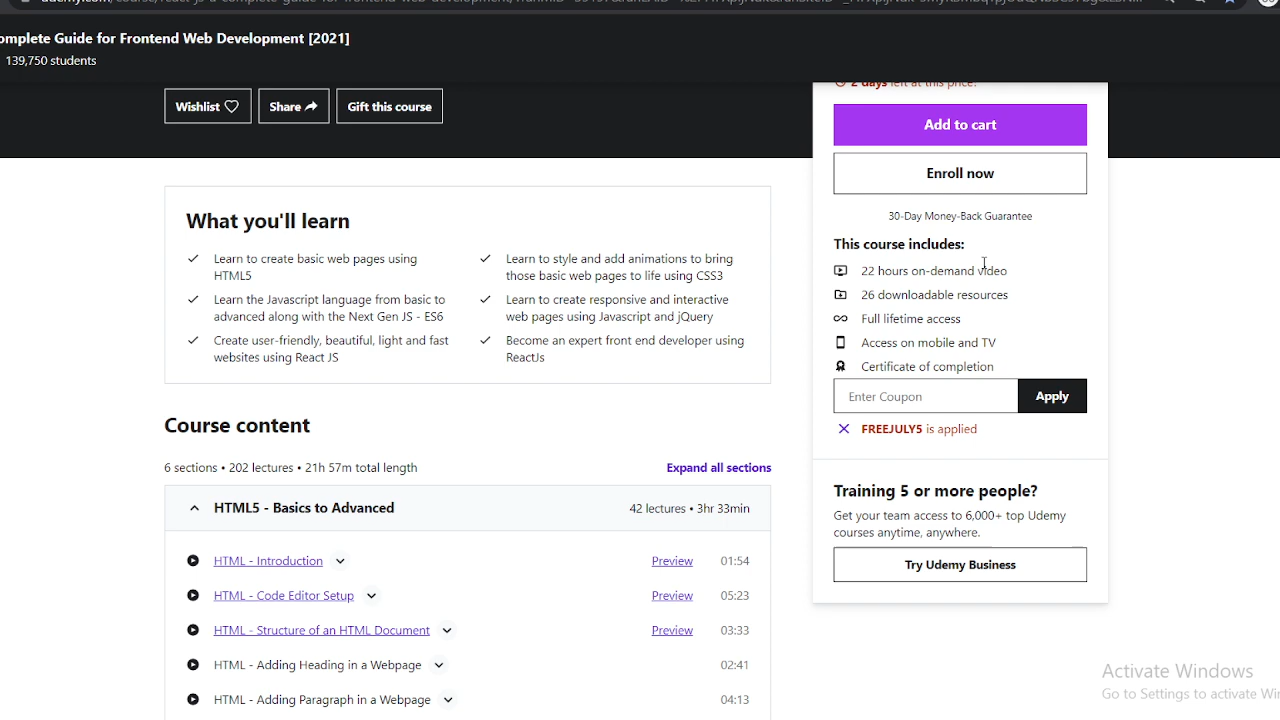 omplete Guide for Frontend Web Development [2021]
139,750 students
Wishlist
Share
Gift this course
2 days left at this price!
Add to cart
Enroll now
30-Day Money-Back Guarantee
This course includes:
22 hours on-demand video
26 downloadable resources
Full lifetime access
Access on mobile and TV
Certificate of completion
Enter Coupon
Apply
FREEJULY5 is applied
Training 5 or more people?
Get your team access to 6,000+ top Udemy
courses anytime, anywhere.
Try Udemy Business
What you'll learn
Learn to create basic web pages using
HTML5
Learn the Javascript language from basic to
advanced along with the Next Gen JS - ES6
Create user-friendly, beautiful, light and fast
websites using React JS
Learn to style and add animations to bring
those basic web pages to life using CSS3
Learn to create responsive and interactive
web pages using Javascript and jQuery
Become an expert front end developer using
ReactJs
Course content
6 sections • 202 lectures • 21h 57m total length
Expand all sections
HTML5 - Basics to Advanced 42 lectures • 3hr 33min
HTML - Introduction Preview 01:54
HTML - Code Editor Setup Preview 05:23
HTML - Structure of an HTML Document Preview 03:33
HTML - Adding Heading in a Webpage 02:41
HTML - Adding Paragraph in a Webpage 04:13
Activate Windows
Go to Settings to activate Wi